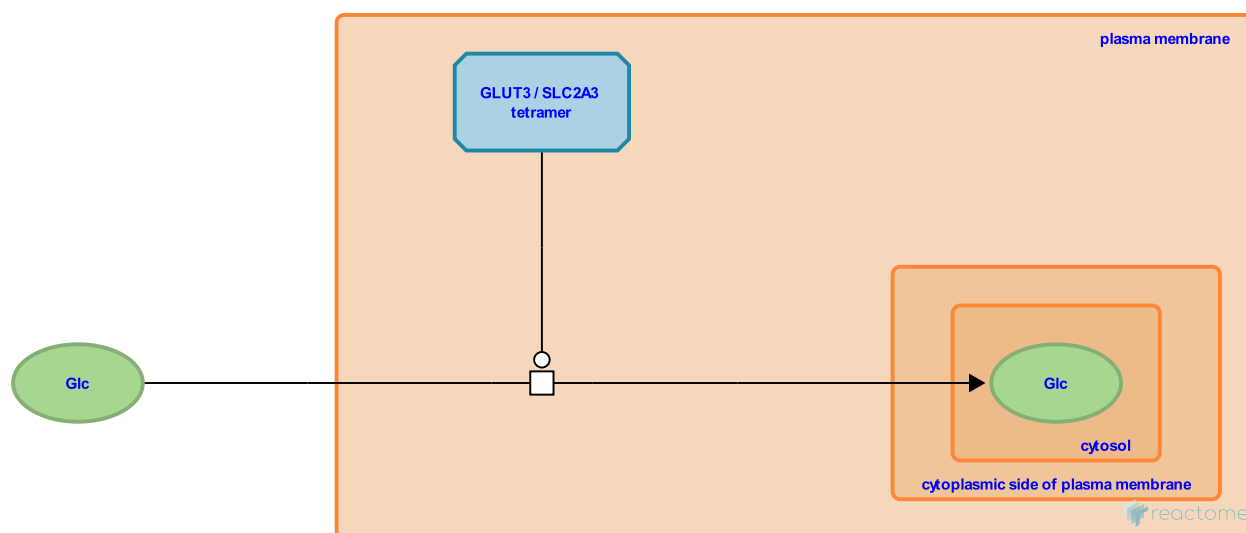 plasma membrane
GLUT3 / SLC2A3
tetramer
Glc
Glc
cytosol
cytoplasmic side of plasma membrane
reactome